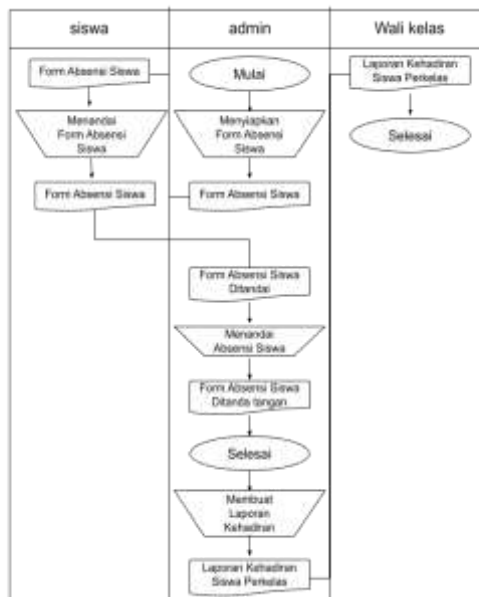 siswa
admin
Wali kelas
Form Absensi Siswa
Menandai
Form Absensi
Siswa
Form Absensi Siswa
Mulai
Menyiapkan
Form Absensi
Siswa
Form Absensi Siswa
Form Absensi Siswa
Ditandai
Menandai
Absensi Siswa
Form Absensi Siswa
Ditanda tangan
Selesai
Membuat
Laporan
Kehadiran
Laporan Kehadiran
Siswa Perkelas
Laporan Kehadiran
Siswa Perkelas
Selesai